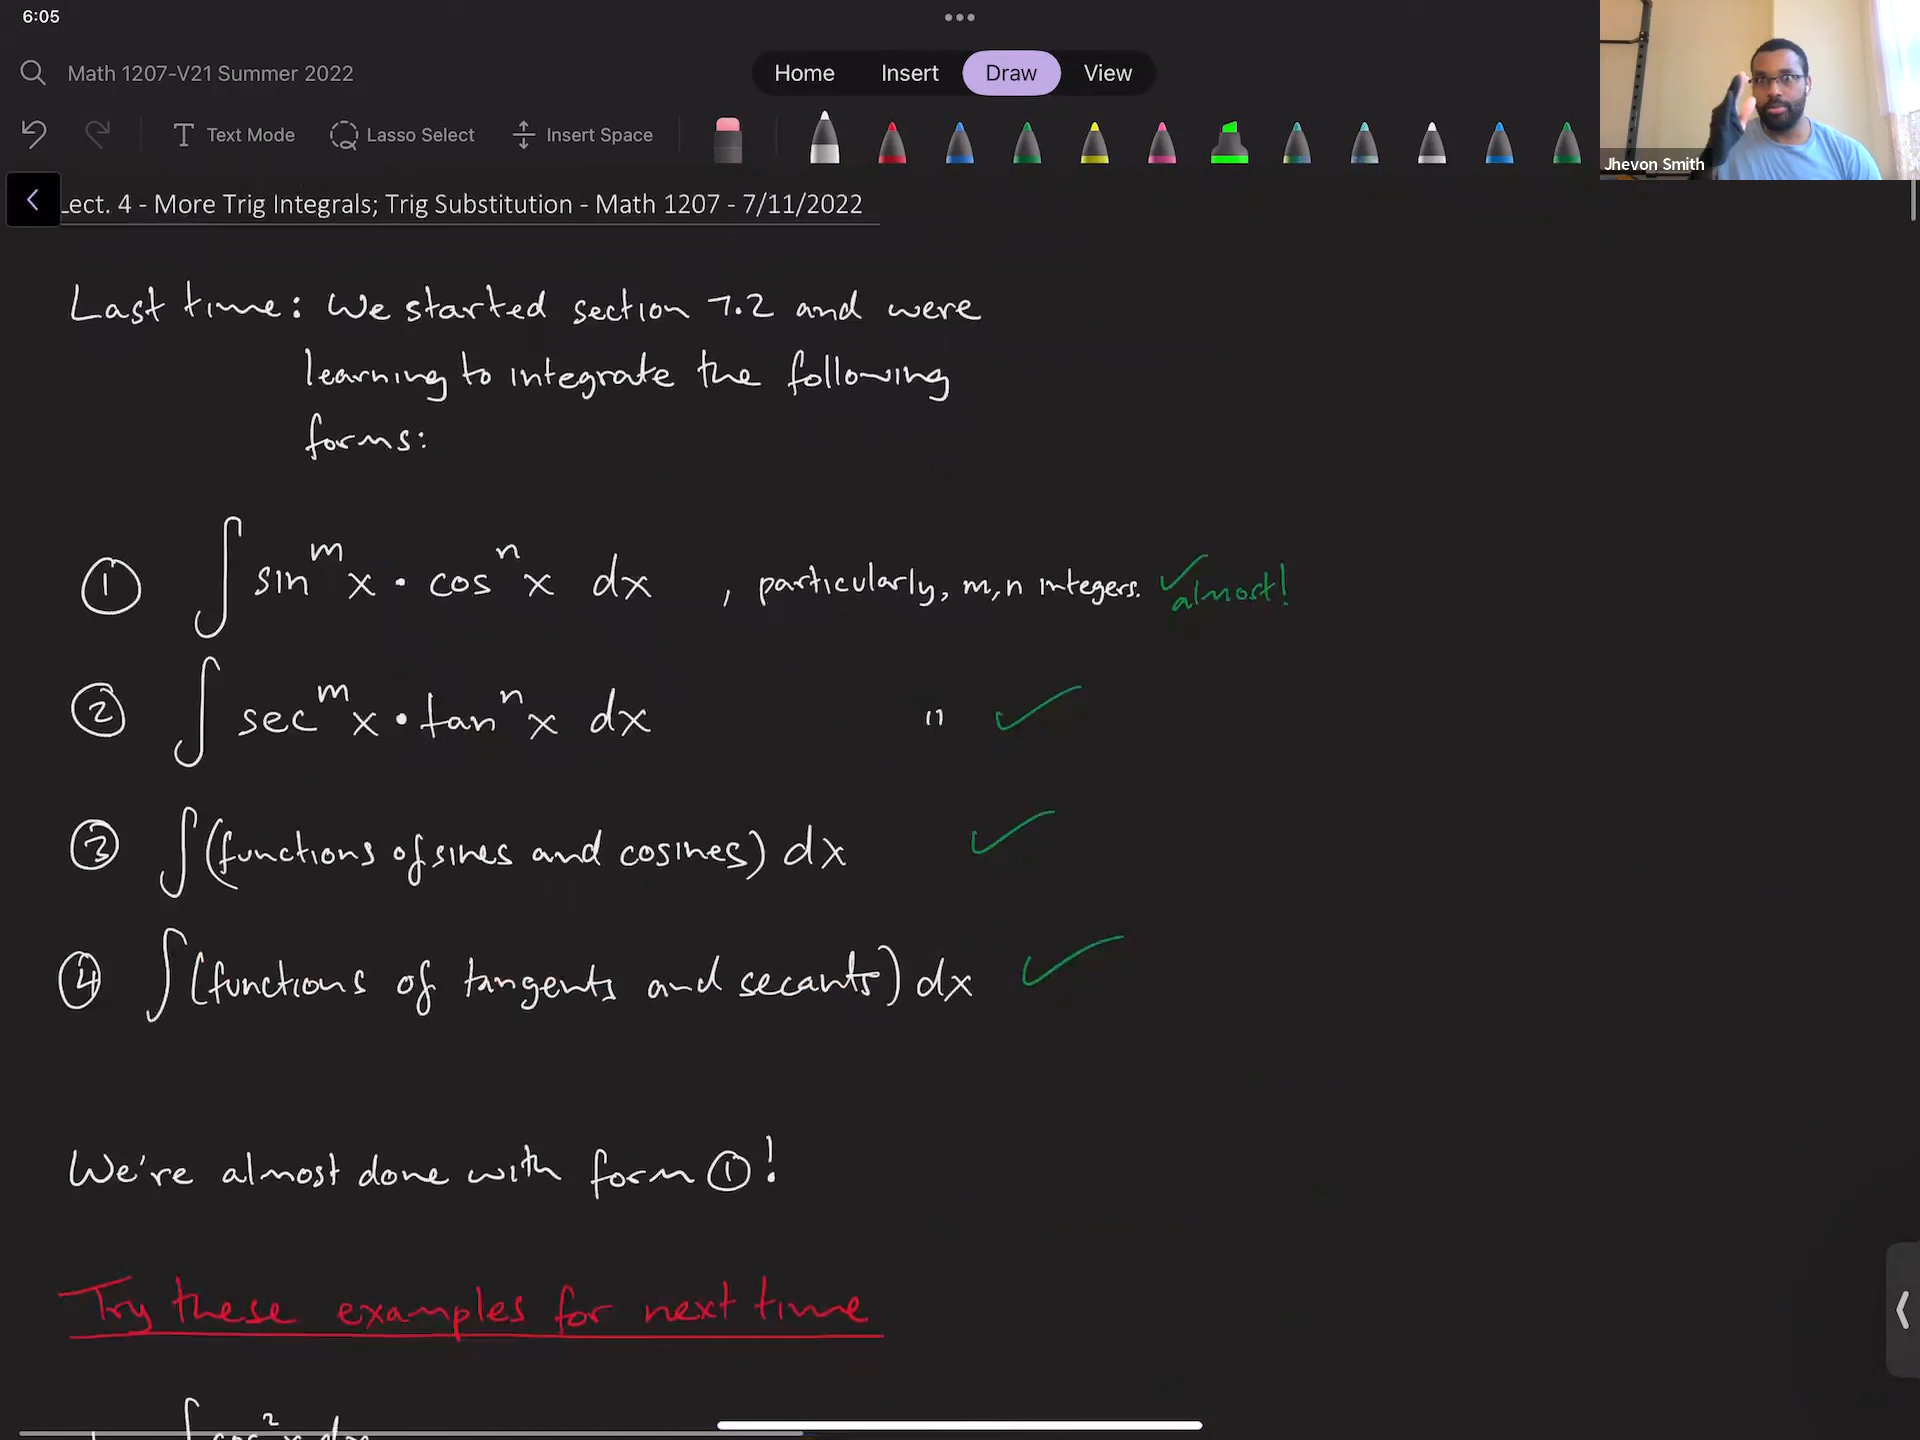 6:05
Math 1207-V21 Summer 2022
Home Insert Draw View
Text Mode Lasso Select Insert Space
Jhevon Smith
Lect. 4 - More Trig Integrals; Trig Substitution - Math 1207 - 7/11/2022
Last time: We started section 7.2 and were
learning to integrate the following
forms:
① ∫ sin^m x · cos^n x dx , particularly, m,n integers. ✓ almost!
② ∫ sec^m x · tan^n x dx " ✓
③ ∫ (functions of sines and cosines) dx ✓
④ ∫ (functions of tangents and secants) dx ✓
We're almost done with form ①!
Try these examples for next time
∫ cos² x dx